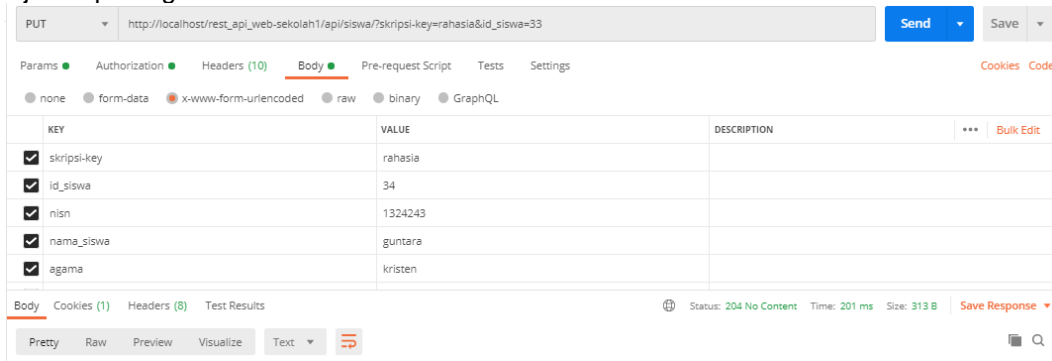 PUT http://localhost/rest_api_web-sekolah1/api/siswa/?skripsi-key=rahasia&id_siswa=33 Send Save
Params Authorization Headers (10) Body Pre-request Script Tests Settings Cookies Code
none form-data x-www-form-urlencoded raw binary GraphQL
KEY VALUE DESCRIPTION ••• Bulk Edit
skripsi-key rahasia
id_siswa 34
nisn 1324243
nama_siswa guntara
agama kristen
Body Cookies (1) Headers (8) Test Results Status: 204 No Content Time: 201 ms Size: 313 B Save Response
Pretty Raw Preview Visualize Text